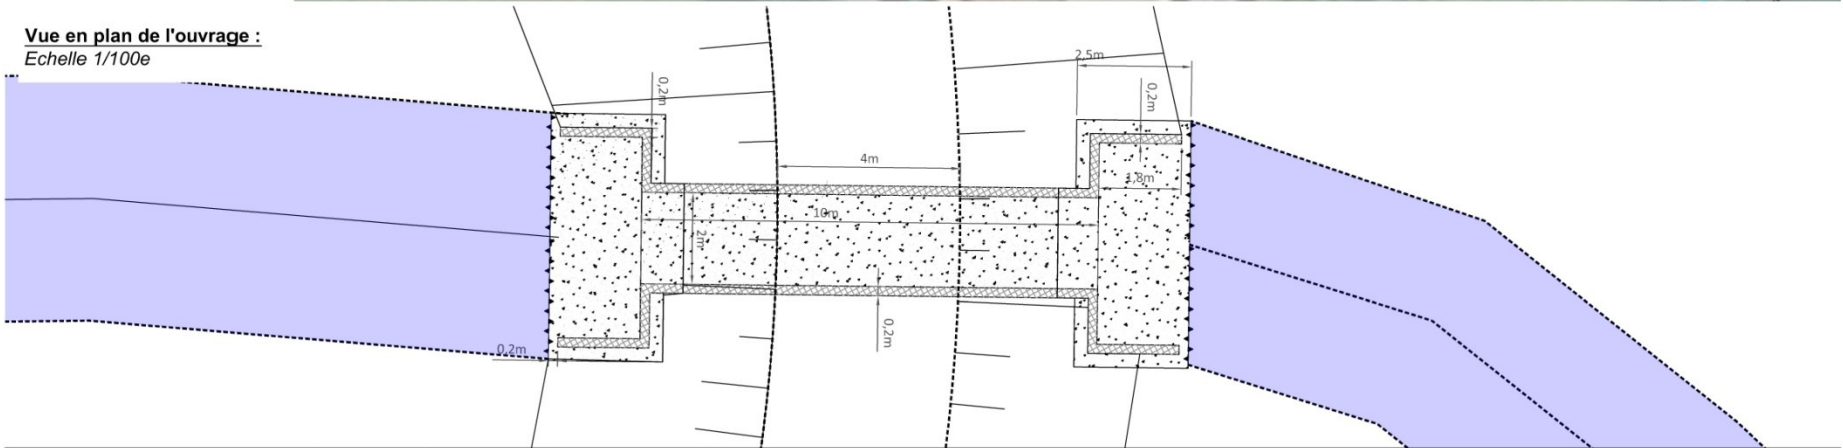 Vue en plan de l'ouvrage :
Echelle 1/100e
2,5m
0,2m
0,2m
4m
1,8m
10m
2m
0,2m
0,2m